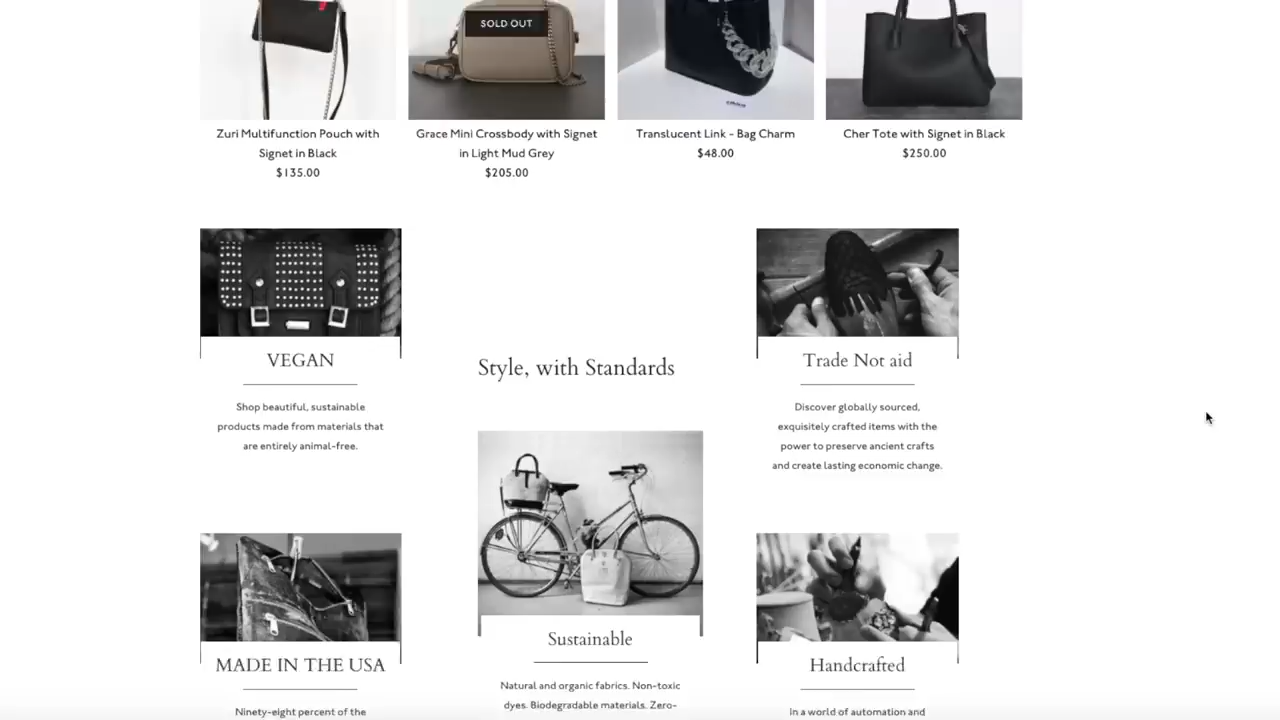 SOLD OUT
Zuri Multifunction Pouch with
Signet in Black
$135.00
Grace Mini Crossbody with Signet
in Light Mud Grey
$205.00
Translucent Link - Bag Charm
$48.00
Cher Tote with Signet in Black
$250.00
VEGAN
Shop beautiful, sustainable
products made from materials that
are entirely animal-free.
Style, with Standards
Trade Not aid
Discover globally sourced,
exquisitely crafted items with the
power to preserve ancient crafts
and create lasting economic change.
MADE IN THE USA
Ninety-eight percent of the
Sustainable
Natural and organic fabrics. Non-toxic
dyes. Biodegradable materials. Zero-
Handcrafted
In a world of automation and